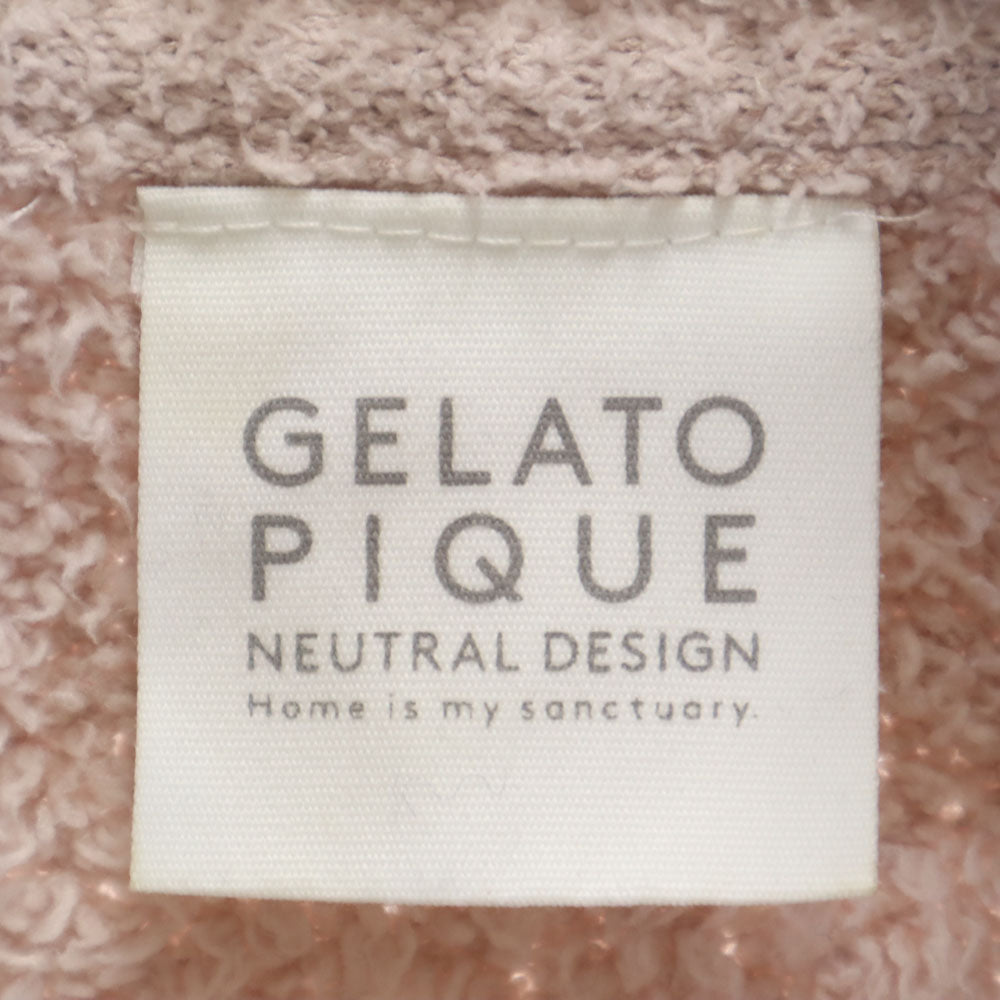 GELATO
PIQUE
NEUTRAL DESIGN
Home is my sanctuary.